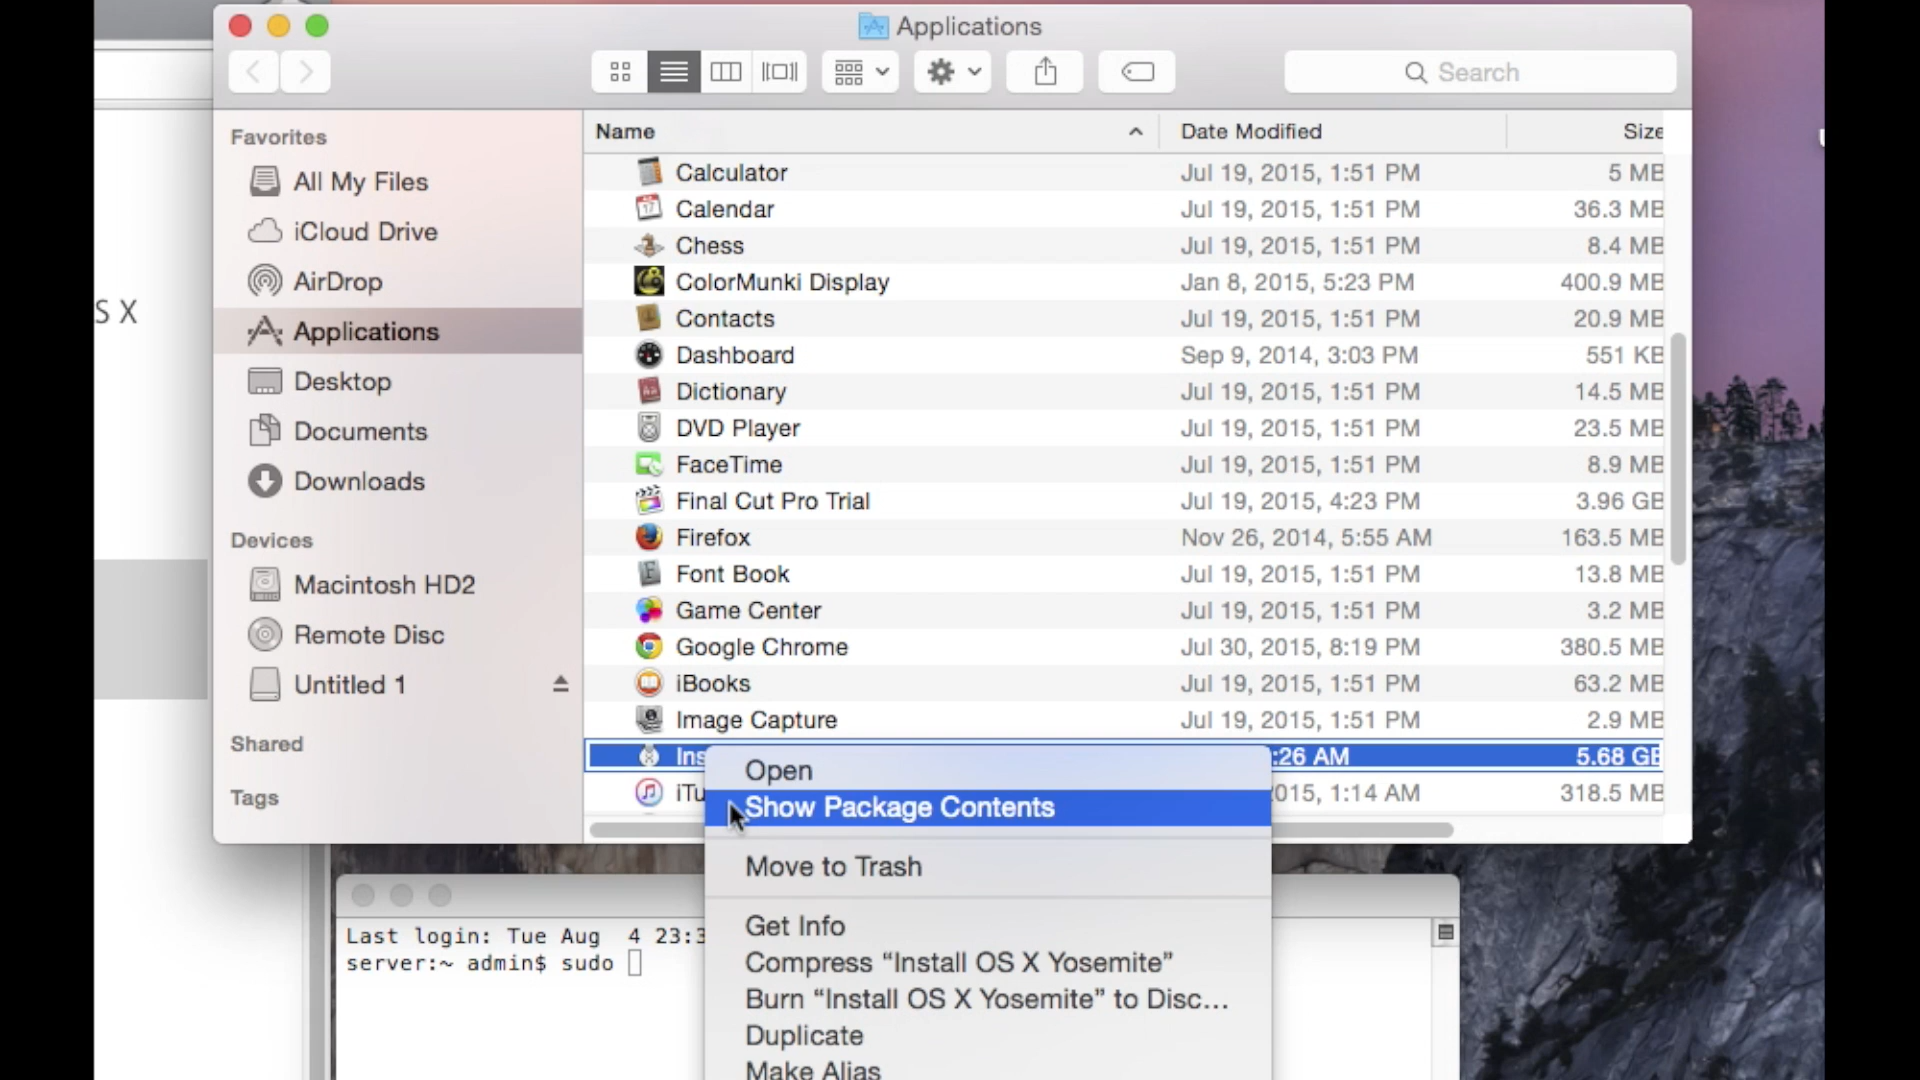 Applications
Search
S X
Favorites
All My Files
iCloud Drive
AirDrop
Applications
Desktop
Documents
Downloads
Devices
Macintosh HD2
Remote Disc
Untitled 1
Shared
Tags
Name Date Modified Size
Calculator Jul 19, 2015, 1:51 PM 5 MB
Calendar Jul 19, 2015, 1:51 PM 36.3 MB
Chess Jul 19, 2015, 1:51 PM 8.4 MB
ColorMunki Display Jan 8, 2015, 5:23 PM 400.9 MB
Contacts Jul 19, 2015, 1:51 PM 20.9 MB
Dashboard Sep 9, 2014, 3:03 PM 551 KB
Dictionary Jul 19, 2015, 1:51 PM 14.5 MB
DVD Player Jul 19, 2015, 1:51 PM 23.5 MB
FaceTime Jul 19, 2015, 1:51 PM 8.9 MB
Final Cut Pro Trial Jul 19, 2015, 4:23 PM 3.96 GB
Firefox Nov 26, 2014, 5:55 AM 163.5 MB
Font Book Jul 19, 2015, 1:51 PM 13.8 MB
Game Center Jul 19, 2015, 1:51 PM 3.2 MB
Google Chrome Jul 30, 2015, 8:19 PM 380.5 MB
iBooks Jul 19, 2015, 1:51 PM 63.2 MB
Image Capture Jul 19, 2015, 1:51 PM 2.9 MB
Ins :26 AM 5.68 GB
iTu 015, 1:14 AM 318.5 MB
Open
Show Package Contents
Move to Trash
Get Info
Compress “Install OS X Yosemite”
Burn “Install OS X Yosemite” to Disc...
Duplicate
Make Alias
Last login: Tue Aug 4 23:3
server:~ admin$ sudo